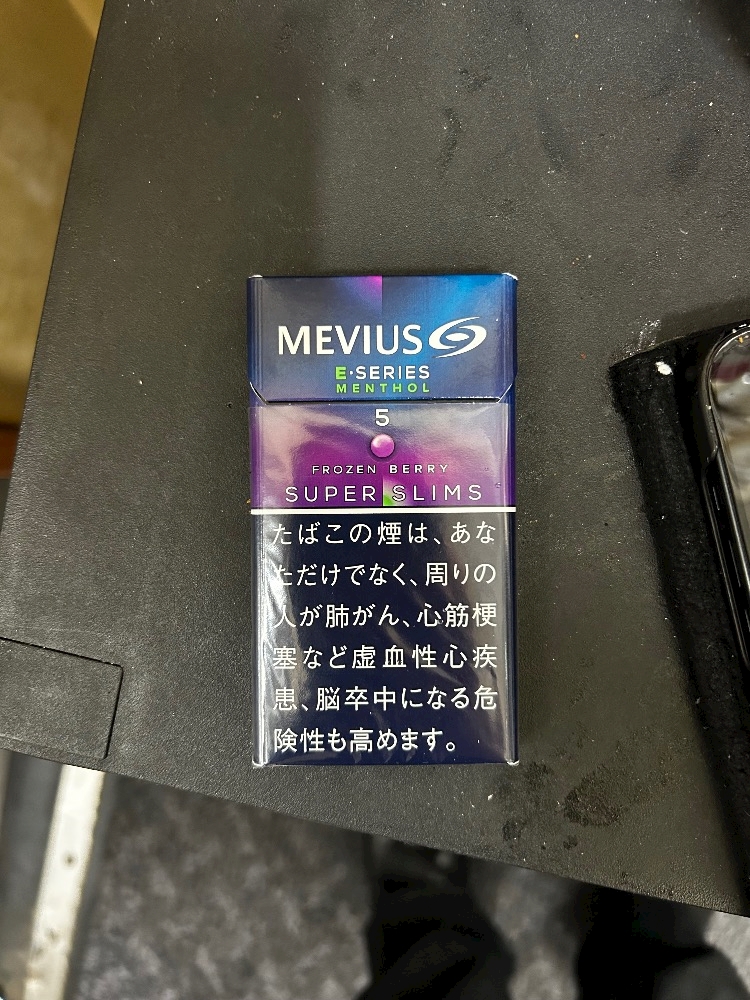 MEVIUS
E·SERIES
MENTHOL
5
FROZEN BERRY
SUPER SLIMS
たばこの煙は、あな
ただけでなく、周りの
人が肺がん、心筋梗
塞など虚血性心疾
患、脳卒中になる危
険性も高めます。